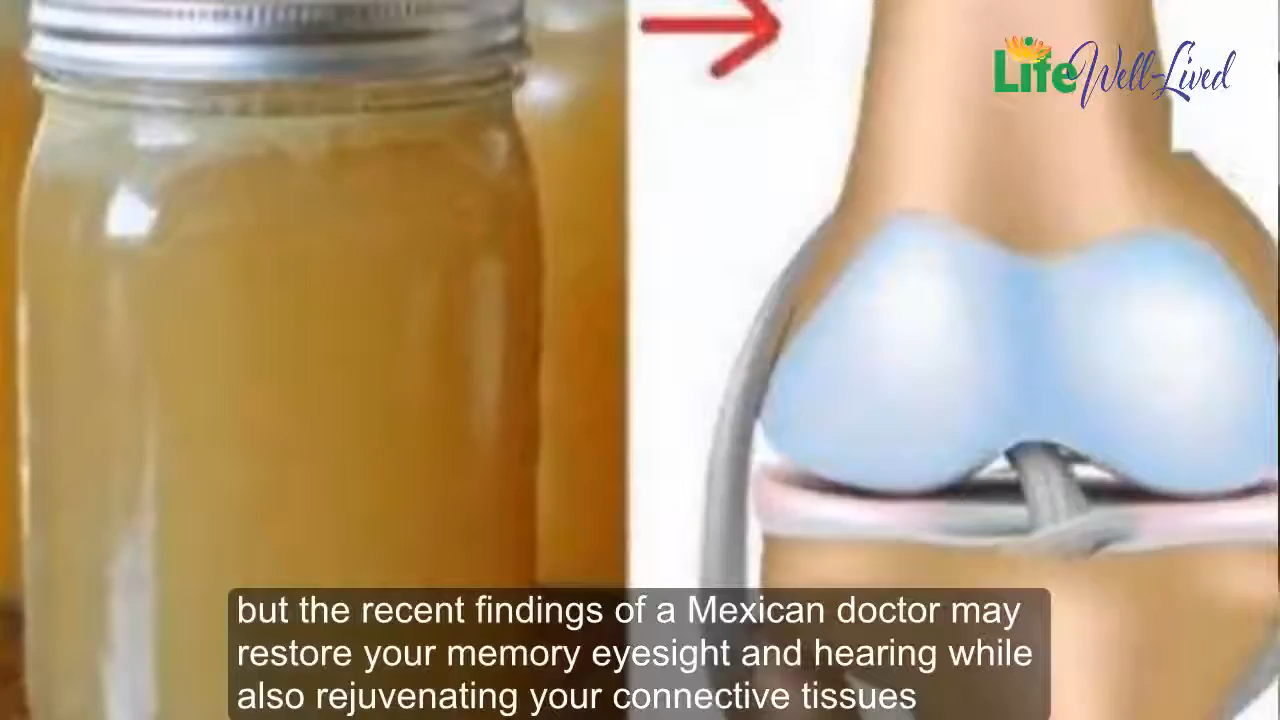 Life Well-Lived
but the recent findings of a Mexican doctor may
restore your memory eyesight and hearing while
also rejuvenating your connective tissues